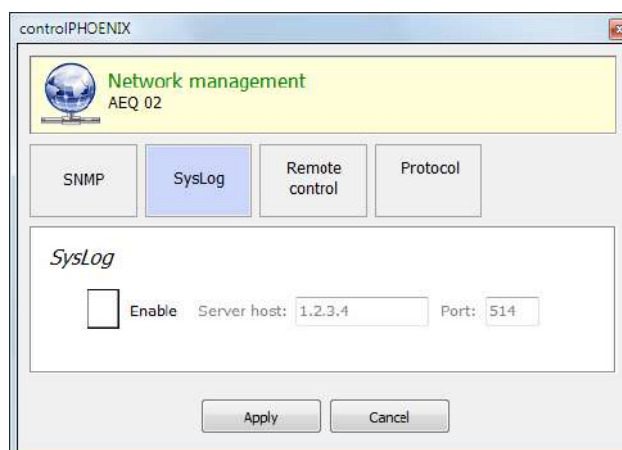 controlPHOENIX
Network management
AEQ 02
SNMP
SysLog
Remote
control
Protocol
SysLog
Enable Server host: 1.2.3.4 Port: 514
Apply Cancel